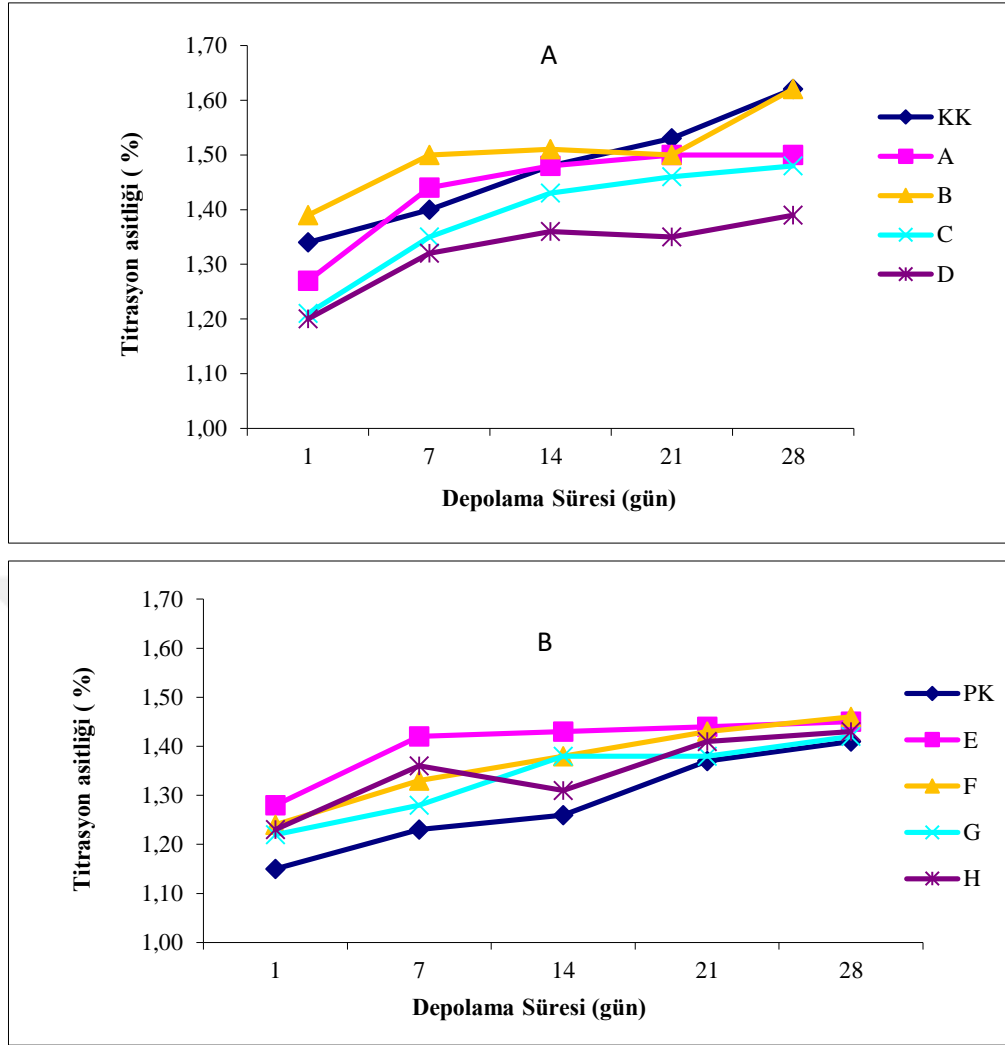 A
1,70
1,60
1,50
1,40
1,30
1,20
1,10
1,00
Titrasyon asitliği ( %)
1 7 14 21 28
Depolama Süresi (gün)
KK
A
B
C
D
B
1,70
1,60
1,50
1,40
1,30
1,20
1,10
1,00
Titrasyon asitliği ( %)
1 7 14 21 28
Depolama Süresi (gün)
PK
E
F
G
H